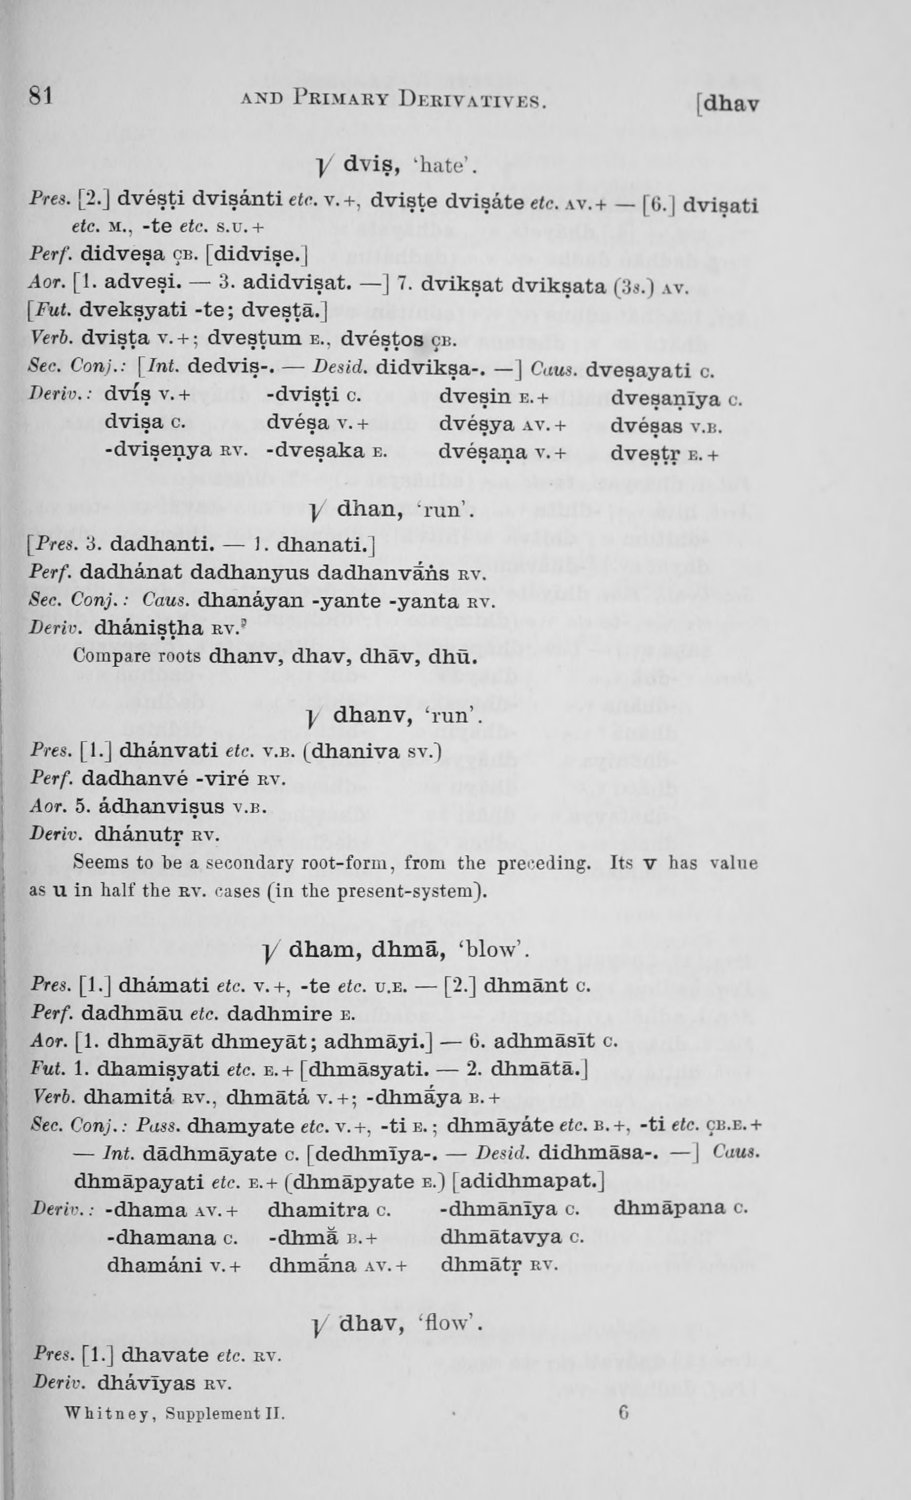 81 AND PRIMARY DERIVATIVES. [dhav
√ dviṣ, ‘hate’.
Pres. [2.] dvéṣṭi dviṣánti etc. V.+, dviṣṭe dviṣáte etc. AV.+ — [6.] dviṣati
etc. M., -te etc. S.U.+
Perf. didveṣa ÇB. [didviṣe.]
Aor. [1. adveṣi. — 3. adidviṣat. —] 7. dvikṣat dvikṣata (3s.) AV.
[Fut. dvekṣyati -te; dveṣṭā.]
Verb. dviṣṭa V.+; dveṣṭum E., dvéṣṭos ÇB.
Sec. Conj.: [Int. dedviṣ-. — Desid. didvikṣa-. —] Caus. dveṣayati C.
Deriv.: dvíṣ V.+ -dviṣṭi C. dveṣin E.+ dveṣaṇīya C.
dviṣa C. dvéṣa V.+ dvéṣya AV.+ dvéṣas V.B.
-dviṣeṇya RV. -dveṣaka E. dvéṣaṇa V.+ dveṣṭṛ E.+
√ dhan, ‘run’.
[Pres. 3. dadhanti. — 1. dhanati.]
Perf. dadhánat dadhanyus dadhanvā́ṅs RV.
Sec. Conj.: Caus. dhanáyan -yante -yanta RV.
Deriv. dhániṣṭha RV.?
Compare roots dhanv, dhav, dhāv, dhū.
√ dhanv, ‘run’.
Pres. [1.] dhánvati etc. V.B. (dhaniva SV.)
Perf. dadhanvé -viré RV.
Aor. 5. ádhanviṣus V.B.
Deriv. dhánutṛ RV.
Seems to be a secondary root-form, from the preceding. Its v has value
as u in half the RV. cases (in the present-system).
√ dham, dhmā, ‘blow’.
Pres. [1.] dhámati etc. V.+, -te etc. U.E. — [2.] dhmānt C.
Perf. dadhmāu etc. dadhmire E.
Aor. [1. dhmāyāt dhmeyāt; adhmāyi.] — 6. adhmāsīt C.
Fut. 1. dhamiṣyati etc. E.+ [dhmāsyati. — 2. dhmātā.]
Verb. dhamitá RV., dhmātá V.+; -dhmā́ya B.+
Sec. Conj.: Pass. dhamyate etc. V.+, -ti E.; dhmāyáte etc. B.+, -ti etc. ÇB.E.+
— Int. dādhmāyate C. [dedhmīya-. — Desid. didhmāsa-. —] Caus.
dhmāpayati etc. E.+ (dhmāpyate E.) [adidhmapat.]
Deriv.: -dhama AV.+ dhamitra C. -dhmānīya C. dhmāpana C.
-dhamana C. -dhmā̆ B.+ dhmātavya C.
dhamáni V.+ dhmā́na AV.+ dhmātṛ RV.
√ dhav, ‘flow’.
Pres. [1.] dhavate etc. RV.
Deriv. dhávīyas RV.
Whitney, Supplement II. 6